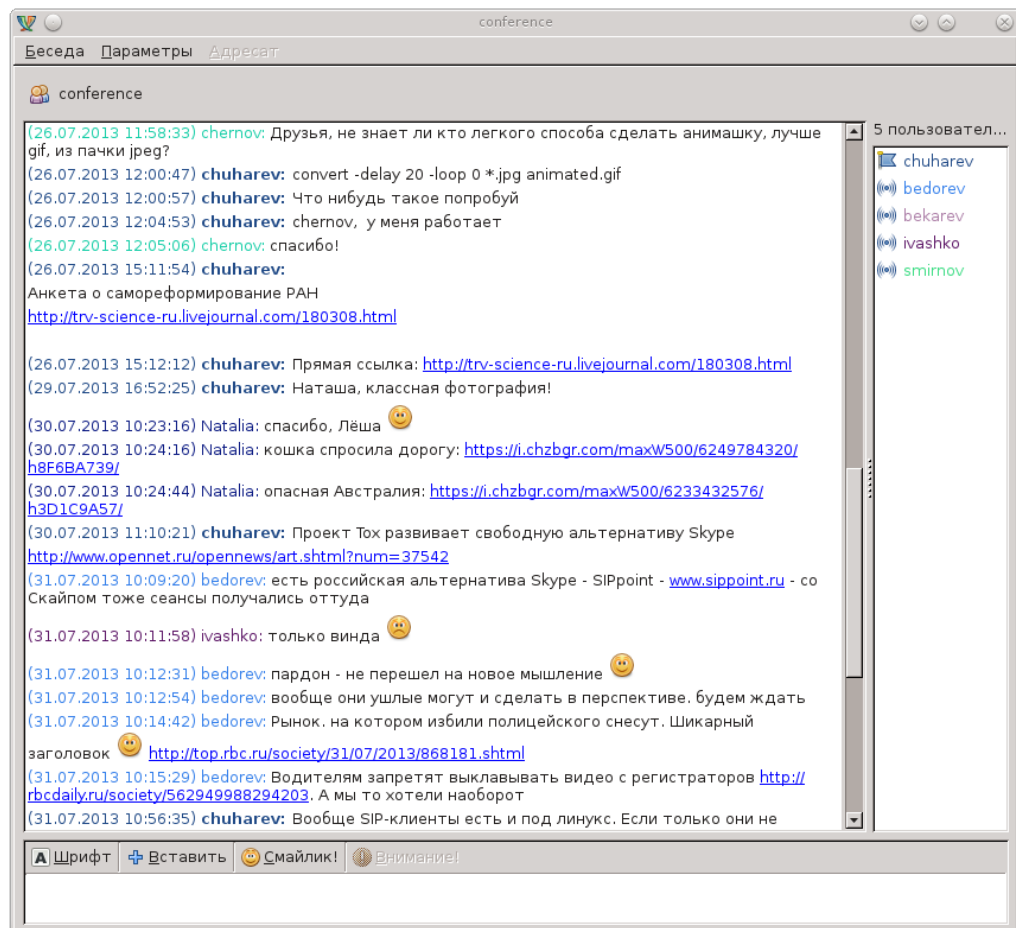 conference
Беседа Параметры Адресат
conference
(26.07.2013 11:58:33) chernov: Друзья, не знает ли кто легкого способа сделать анимашку, лучше
gif, из пачки jpeg?
(26.07.2013 12:00:47) chuharev: convert -delay 20 -loop 0 *.jpg animated.gif
(26.07.2013 12:00:57) chuharev: Что нибудь такое попробуй
(26.07.2013 12:04:53) chuharev: chernov, у меня работает
(26.07.2013 12:05:06) chernov: спасибо!
(26.07.2013 15:11:54) chuharev:
Анкета о самореформирование РАН
http://trv-science-ru.livejournal.com/180308.html
(26.07.2013 15:12:12) chuharev: Прямая ссылка: http://trv-science-ru.livejournal.com/180308.html
(29.07.2013 16:52:25) chuharev: Наташа, классная фотография!
(30.07.2013 10:23:16) Natalia: спасибо, Лёша
(30.07.2013 10:24:16) Natalia: кошка спросила дорогу: https://i.chzbgr.com/maxW500/6249784320/
h8F6BA739/
(30.07.2013 10:24:44) Natalia: опасная Австралия: https://i.chzbgr.com/maxW500/6233432576/
h3D1C9A57/
(30.07.2013 11:10:21) chuharev: Проект Tox развивает свободную альтернативу Skype
http://www.opennet.ru/opennews/art.shtml?num=37542
(31.07.2013 10:09:20) bedorev: есть российская альтернатива Skype - SIPpoint - www.sippoint.ru - со
Скайпом тоже сеансы получались оттуда
(31.07.2013 10:11:58) ivashko: только винда
(31.07.2013 10:12:31) bedorev: пардон - не перешел на новое мышление
(31.07.2013 10:12:54) bedorev: вообще они ушлые могут и сделать в перспективе. будем ждать
(31.07.2013 10:14:42) bedorev: Рынок. на котором избили полицейского снесут. Шикарный
заголовок http://top.rbc.ru/society/31/07/2013/868181.shtml
(31.07.2013 10:15:29) bedorev: Водителям запретят выклавывать видео с регистраторов http://
rbcdaily.ru/society/562949988294203. А мы то хотели наоборот
(31.07.2013 10:56:35) chuharev: Вообще SIP-клиенты есть и под линукс. Если только они не
5 пользовател...
chuharev
bedorev
bekarev
ivashko
smirnov
A Шрифт Вставить Смайлик! Внимание!